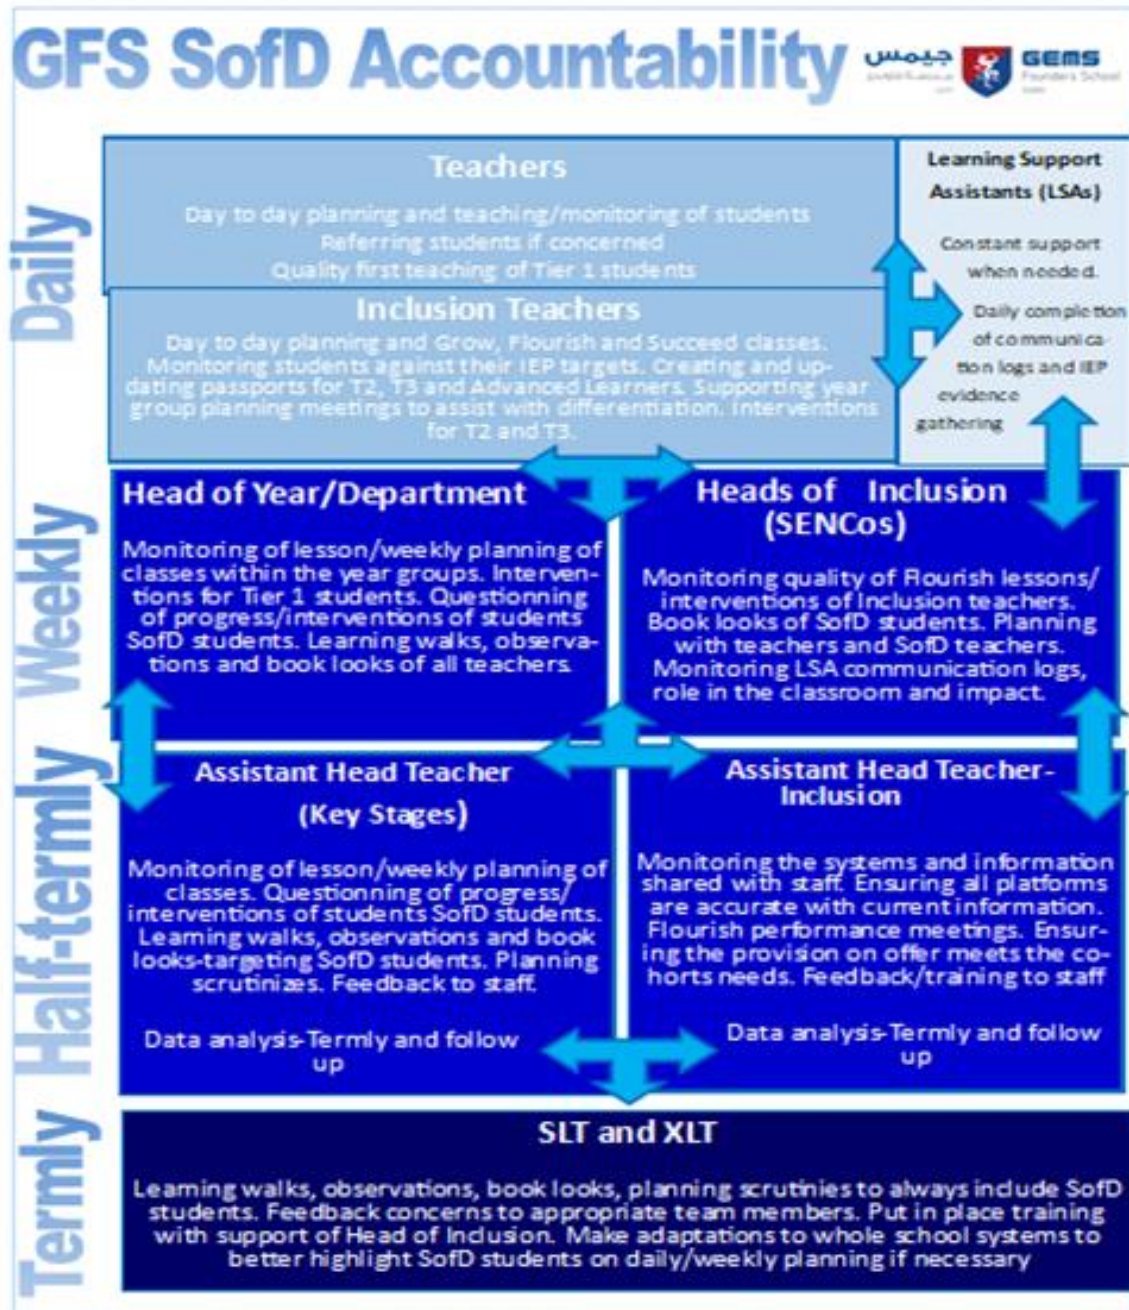 GFS SofD Accountability
جيمس
GEMS
Founders School
Daily
Teachers
Day to day planning and teaching/monitoring of students
Referring students if concerned
Quality first teaching of Tier 1 students
Learning Support
Assistants (LSAs)
Constant support
when needed.
Daily completion
of communica-
tion logs and IEP
evidence
gathering
Inclusion Teachers
Day to day planning and Grow, Flourish and Succeed classes.
Monitoring students against their IEP targets. Creating and up-
dating passports for T2, T3 and Advanced Learners. Supporting year
group planning meetings to assist with differentiation. Interventions
for T2 and T3.
Weekly
Head of Year/Department
Monitoring of lesson/weekly planning of
classes within the year groups. Interven-
tions for Tier 1 students. Questionning
of progress/interventions of students
SofD students. Learning walks, observa-
tions and book looks of all teachers.
Heads of Inclusion
(SENCos)
Monitoring quality of Flourish lessons/
interventions of Inclusion teachers.
Book looks of SofD students. Planning
with teachers and SofD teachers.
Monitoring LSA communication logs,
role in the classroom and impact.
Half-termly
Assistant Head Teacher
(Key Stages)
Monitoring of lesson/weekly planning of
classes. Questionning of progress/
interventions of students SofD students.
Learning walks, observations and book
looks-targeting SofD students. Planning
scrutinizes. Feedback to staff.
Data analysis-Termly and follow
up
Assistant Head Teacher-
Inclusion
Monitoring the systems and information
shared with staff. Ensuring all platforms
are accurate with current information.
Flourish performance meetings. Ensur-
ing the provision on offer meets the co-
horts needs. Feedback/training to staff
Data analysis-Termly and follow
up
Termly
SLT and XLT
Learning walks, observations, book looks, planning scrutinies to always include SofD
students. Feedback concerns to appropriate team members. Put in place training
with support of Head of Inclusion. Make adaptations to whole school systems to
better highlight SofD students on daily/weekly planning if necessary